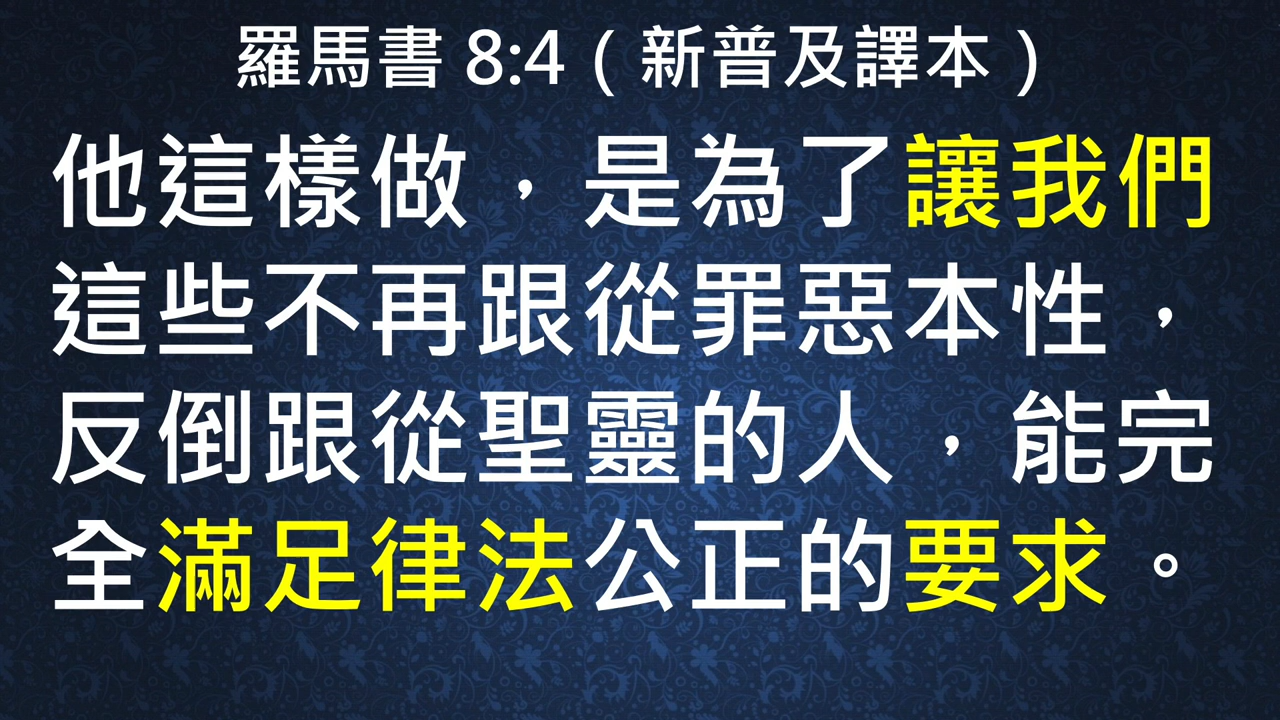 羅馬書 8:4（新普及譯本）
他這樣做，是為了讓我們
這些不再跟從罪惡本性，
反倒跟從聖靈的人，能完
全滿足律法公正的要求。